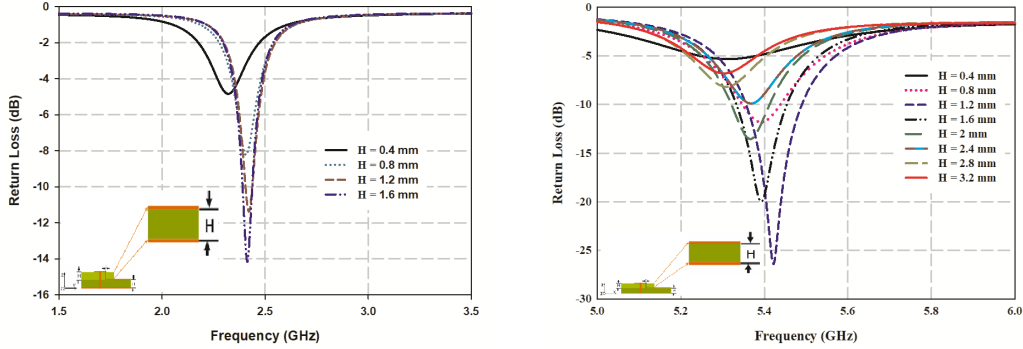 0
-2
-4
-6
-8
-10
-12
-14
-16
Return Loss (dB)
1.5 2.0 2.5 3.0 3.5
Frequency (GHz)
H = 0.4 mm
H = 0.8 mm
H = 1.2 mm
H = 1.6 mm
H
0
-5
-10
-15
-20
-25
-30
Return Loss (dB)
5.0 5.2 5.4 5.6 5.8 6.0
Frequency (GHz)
H = 0.4 mm
H = 0.8 mm
H = 1.2 mm
H = 1.6 mm
H = 2 mm
H = 2.4 mm
H = 2.8 mm
H = 3.2 mm
H